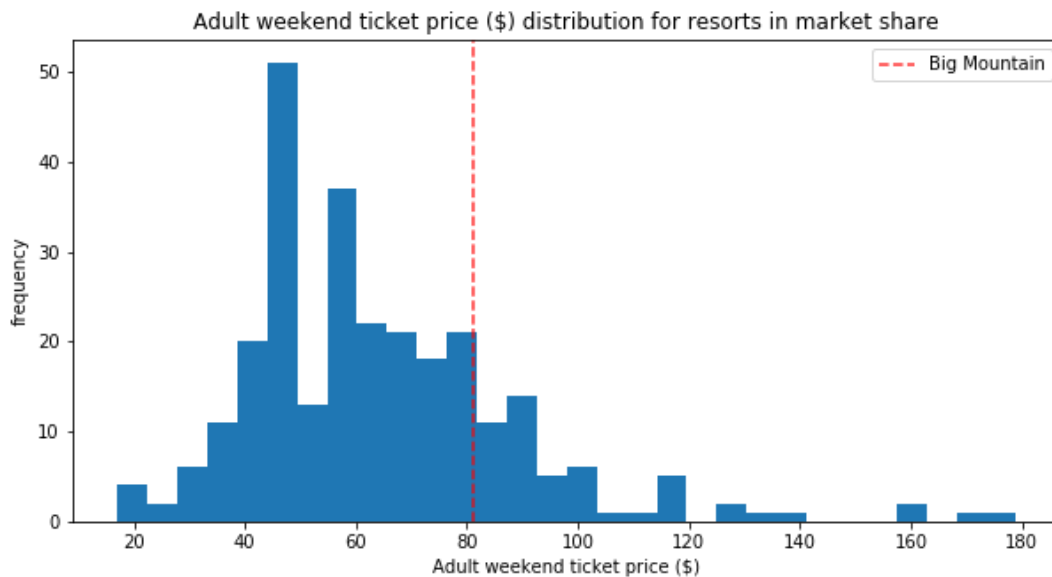 Adult weekend ticket price ($) distribution for resorts in market share
Big Mountain
50
40
30
20
10
0
frequency
20 40 60 80 100 120 140 160 180
Adult weekend ticket price ($)